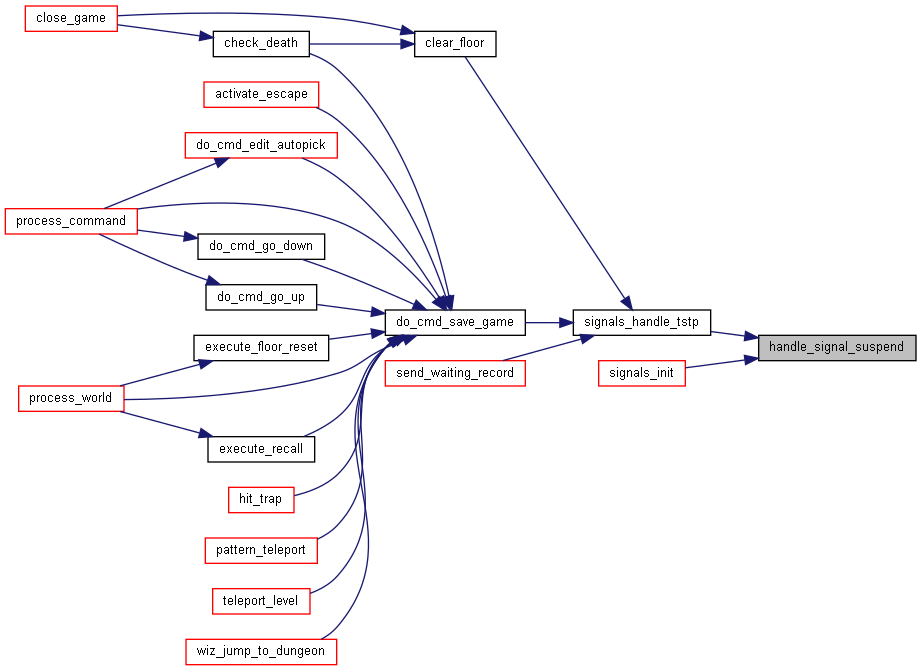 close_game
check_death
clear_floor
activate_escape
do_cmd_edit_autopick
process_command
do_cmd_go_down
do_cmd_go_up
do_cmd_save_game
signals_handle_tstp
handle_signal_suspend
execute_floor_reset
send_waiting_record
signals_init
process_world
execute_recall
hit_trap
pattern_teleport
teleport_level
wiz_jump_to_dungeon